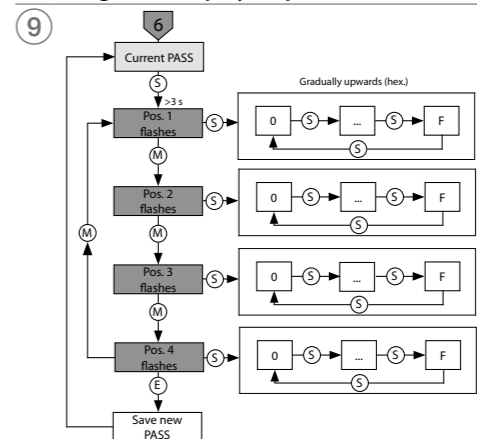 9
6
Current PASS
S
>3 s
Gradually upwards (hex.)
Pos. 1
flashes
S
0
S
...
S
F
S
M
Pos. 2
flashes
S
0
S
...
S
F
S
M
M
Pos. 3
flashes
S
0
S
...
S
F
S
M
Pos. 4
flashes
S
0
S
...
S
F
S
E
Save new
PASS